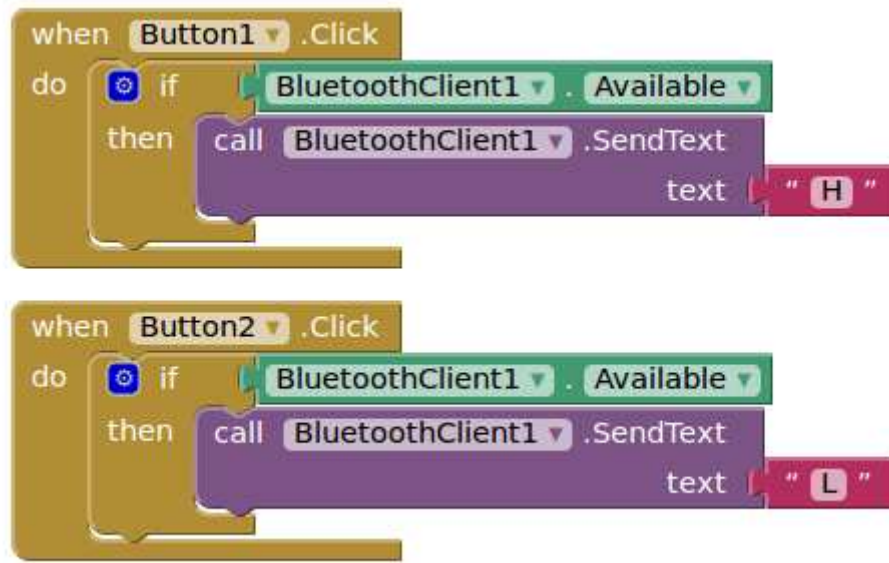 when Button1 .Click
do if BluetoothClient1 . Available
then call BluetoothClient1 .SendText
text " H "
when Button2 .Click
do if BluetoothClient1 . Available
then call BluetoothClient1 .SendText
text " L "